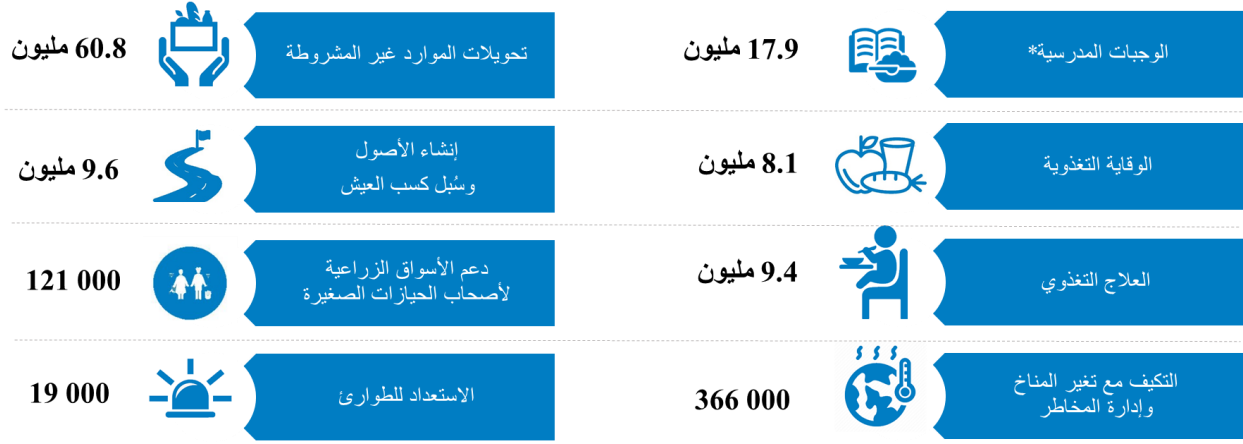 الوجبات المدرسية*
17.9 مليون
تحويلات الموارد غير المشروطة
60.8 مليون
الوقاية التغذوية
8.1 مليون
إنشاء الأصول
وسُبل كسب العيش
9.6 مليون
العلاج التغذوي
9.4 مليون
دعم الأسواق الزراعية
لأصحاب الحيازات الصغيرة
121 000
التكيف مع تغير المناخ
وإدارة المخاطر
366 000
الاستعداد للطوارئ
19 000